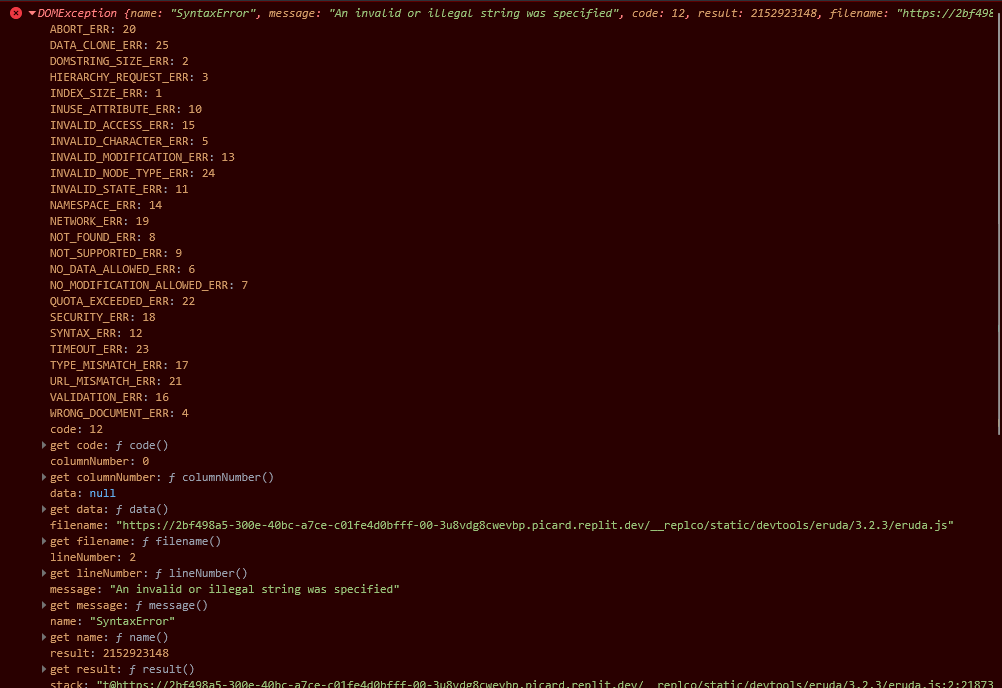 DOMException {name: "SyntaxError", message: "An invalid or illegal string was specified", code: 12, result: 2152923148, filename: "https://2bf498
ABORT_ERR: 20
DATA_CLONE_ERR: 25
DOMSTRING_SIZE_ERR: 2
HIERARCHY_REQUEST_ERR: 3
INDEX_SIZE_ERR: 1
INUSE_ATTRIBUTE_ERR: 10
INVALID_ACCESS_ERR: 15
INVALID_CHARACTER_ERR: 5
INVALID_MODIFICATION_ERR: 13
INVALID_NODE_TYPE_ERR: 24
INVALID_STATE_ERR: 11
NAMESPACE_ERR: 14
NETWORK_ERR: 19
NOT_FOUND_ERR: 8
NOT_SUPPORTED_ERR: 9
NO_DATA_ALLOWED_ERR: 6
NO_MODIFICATION_ALLOWED_ERR: 7
QUOTA_EXCEEDED_ERR: 22
SECURITY_ERR: 18
SYNTAX_ERR: 12
TIMEOUT_ERR: 23
TYPE_MISMATCH_ERR: 17
URL_MISMATCH_ERR: 21
VALIDATION_ERR: 16
WRONG_DOCUMENT_ERR: 4
code: 12
get code: ƒ code()
columnNumber: 0
get columnNumber: ƒ columnNumber()
data: null
get data: ƒ data()
filename: "https://2bf498a5-300e-40bc-a7ce-c01fe4d0bfff-00-3u8vdg8cwevbp.picard.replit.dev/__replco/static/devtools/eruda/3.2.3/eruda.js"
get filename: ƒ filename()
lineNumber: 2
get lineNumber: ƒ lineNumber()
message: "An invalid or illegal string was specified"
get message: ƒ message()
name: "SyntaxError"
get name: ƒ name()
result: 2152923148
get result: ƒ result()
stack: "t@https://2bf498a5-300e-40bc-a7ce-c01fe4d0bfff-00-3u8vdg8cwevbp.picard.replit.dev/__replco/static/devtools/eruda/3.2.3/eruda.js:2:21873